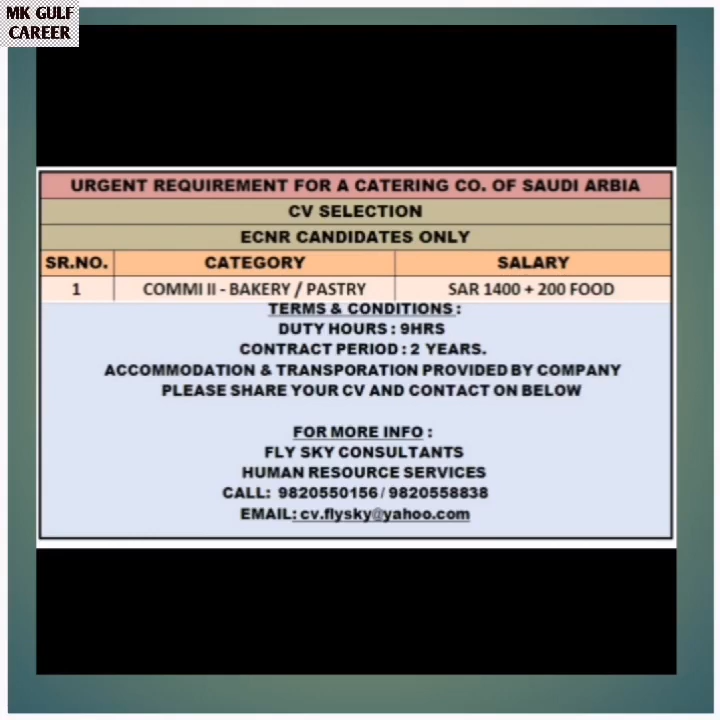 MK GULF
CAREER
URGENT REQUIREMENT FOR A CATERING CO. OF SAUDI ARBIA
CV SELECTION
ECNR CANDIDATES ONLY
SR.NO. CATEGORY SALARY
1 COMMI II - BAKERY / PASTRY SAR 1400 + 200 FOOD
TERMS & CONDITIONS :
DUTY HOURS : 9HRS
CONTRACT PERIOD : 2 YEARS.
ACCOMMODATION & TRANSPORATION PROVIDED BY COMPANY
PLEASE SHARE YOUR CV AND CONTACT ON BELOW
FOR MORE INFO :
FLY SKY CONSULTANTS
HUMAN RESOURCE SERVICES
CALL: 9820550156/ 9820558838
EMAIL: cv.flysky@yahoo.com